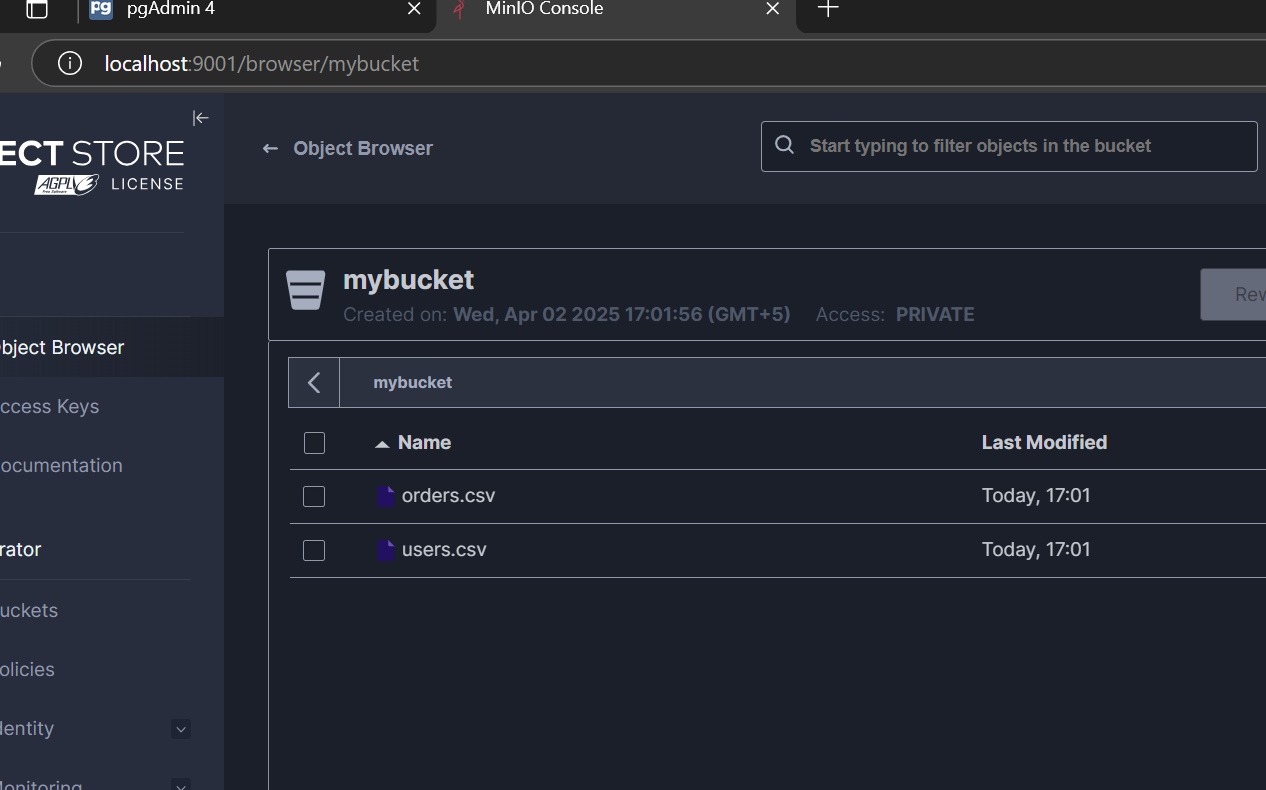 pg pgAdmin 4
MinIO Console
localhost:9001/browser/mybucket
ECT STORE
AGPL v3 LICENSE
Object Browser
Start typing to filter objects in the bucket
mybucket
Created on: Wed, Apr 02 2025 17:01:56 (GMT+5) Access: PRIVATE
Rev
bject Browser
ccess Keys
ocumentation
rator
uckets
olicies
dentity
onitoring
mybucket
Name Last Modified
orders.csv Today, 17:01
users.csv Today, 17:01